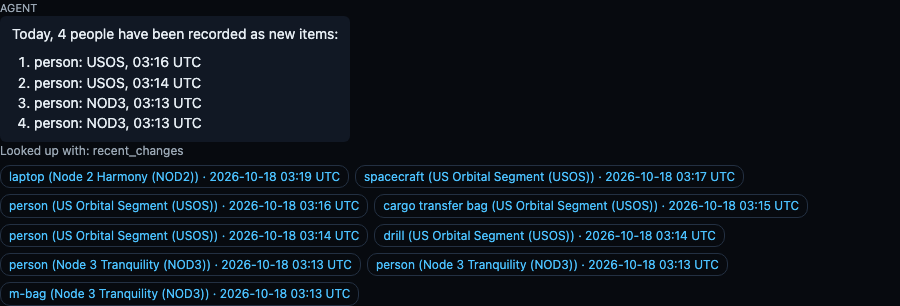 AGENT
Today, 4 people have been recorded as new items:
1. person: USOS, 03:16 UTC
2. person: USOS, 03:14 UTC
3. person: NOD3, 03:13 UTC
4. person: NOD3, 03:13 UTC
Looked up with: recent_changes
laptop (Node 2 Harmony (NOD2)) · 2026-10-18 03:19 UTC spacecraft (US Orbital Segment (USOS)) · 2026-10-18 03:17 UTC
person (US Orbital Segment (USOS)) · 2026-10-18 03:16 UTC cargo transfer bag (US Orbital Segment (USOS)) · 2026-10-18 03:15 UTC
person (US Orbital Segment (USOS)) · 2026-10-18 03:14 UTC drill (US Orbital Segment (USOS)) · 2026-10-18 03:14 UTC
person (Node 3 Tranquility (NOD3)) · 2026-10-18 03:13 UTC person (Node 3 Tranquility (NOD3)) · 2026-10-18 03:13 UTC
m-bag (Node 3 Tranquility (NOD3)) · 2026-10-18 03:13 UTC